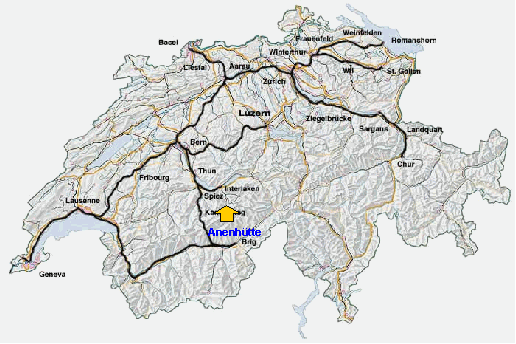 Weinfelden
Frauenfeld
Romanshorn
Basel
Winterthur
Liestal
Aarau
Wil
St. Gallen
Zürich
Luzern
Ziegelbrücke
Sargans
Landquart
Bern
Chur
Thun
Fribourg
Interlaken
Lausanne
Spiez
Anenhütte
Brig
Geneva